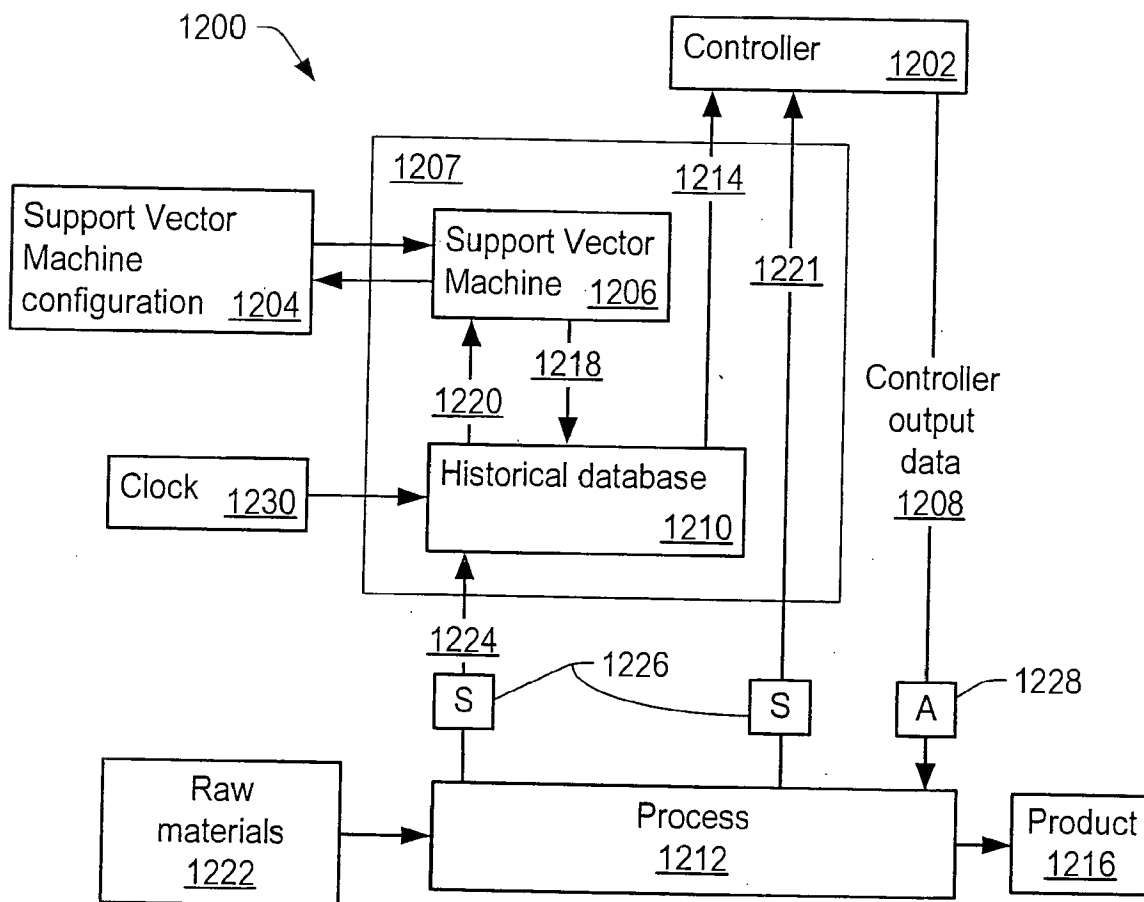 1200
Controller
1202
1207
1214
Support Vector
Machine
configuration 1204
Support Vector
Machine 1206
1221
1218
1220
Controller
output
data
1208
Clock 1230
Historical database
1210
1224
1226
1228
S
S
A
Raw
materials
1222
Process
1212
Product
1216